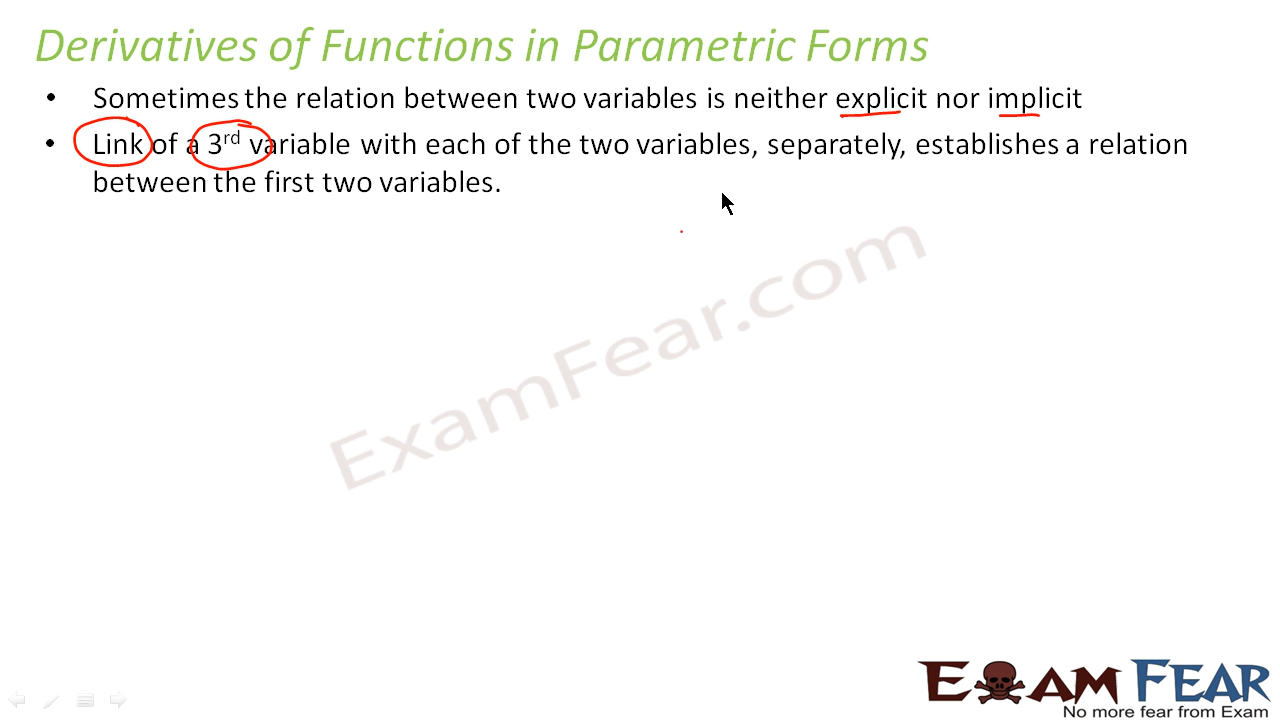 Derivatives of Functions in Parametric Forms
• Sometimes the relation between two variables is neither explicit nor implicit
• Link of a 3rd variable with each of the two variables, separately, establishes a relation
between the first two variables.
ExamFear.com
EXAM FEAR
No more fear from Exam